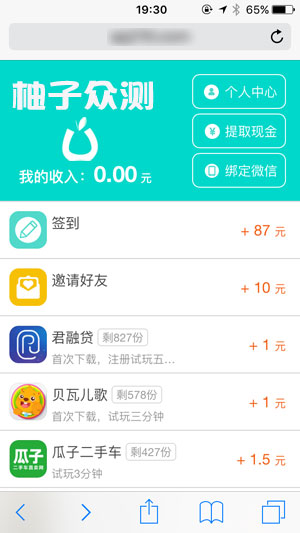 19:30
65%
柚子众测
我的收入：0.00 元
个人中心
¥ 提取现金
绑定微信
签到
+ 87 元
邀请好友
+ 10 元
君融贷 剩827份
首次下载，注册试玩五...
+ 1 元
贝瓦儿歌 剩578份
首次下载，试玩三分钟
+ 1 元
瓜子
二手车直卖网
瓜子二手车 剩427份
试玩3分钟
+ 1.5 元